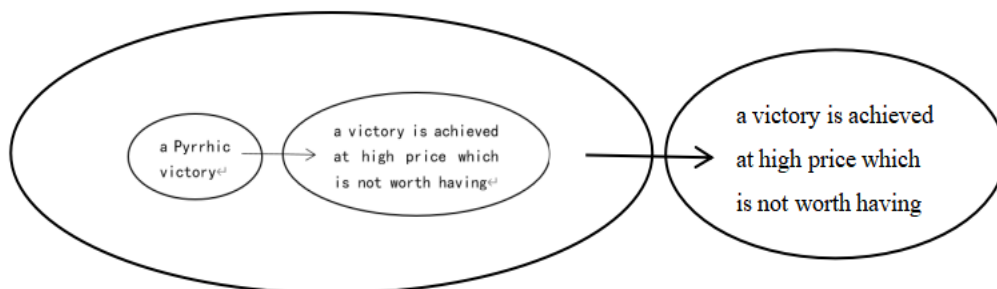 a Pyrrhic
victory↵
a victory is achieved
at high price which
is not worth having↵
a victory is achieved
at high price which
is not worth having